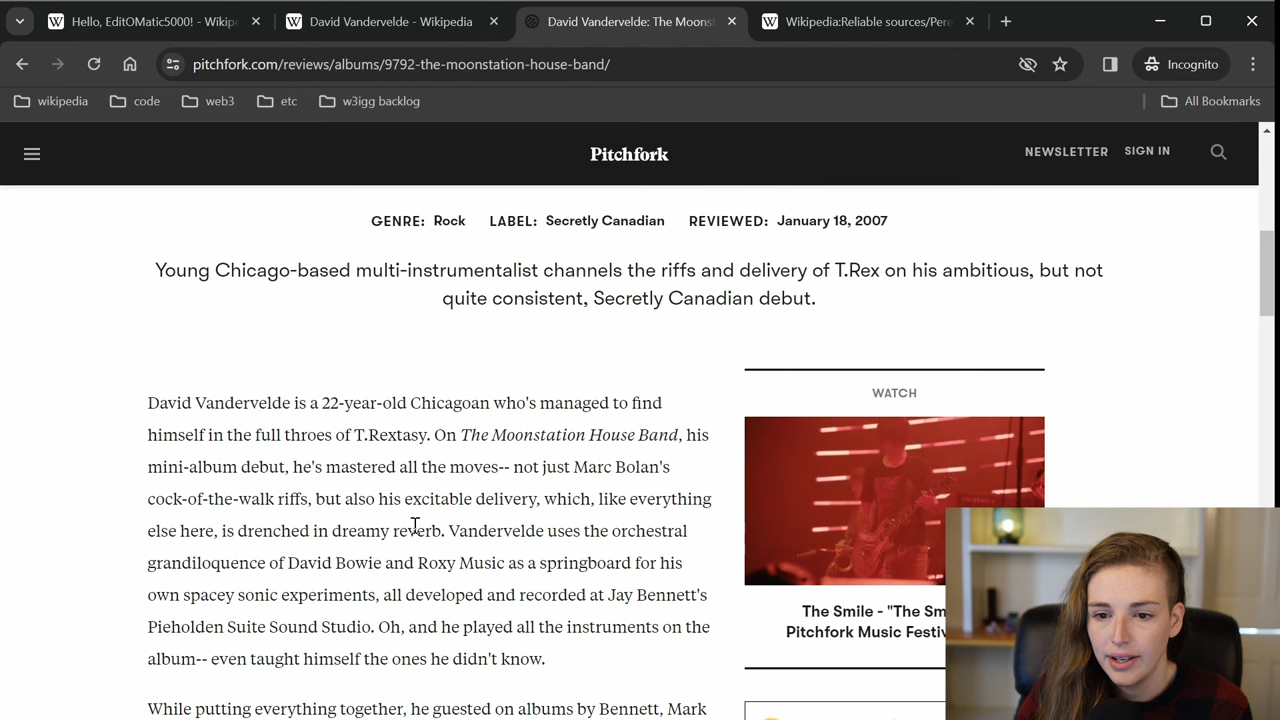 Hello, EditOMatic5000! - Wikip
David Vandervelde - Wikipedia
David Vandervelde: The Moonst
Wikipedia:Reliable sources/Pere
pitchfork.com/reviews/albums/9792-the-moonstation-house-band/
Incognito
wikipedia
code
web3
etc
w3igg backlog
All Bookmarks
Pitchfork
NEWSLETTER
SIGN IN
GENRE: Rock LABEL: Secretly Canadian REVIEWED: January 18, 2007
Young Chicago-based multi-instrumentalist channels the riffs and delivery of T.Rex on his ambitious, but not
quite consistent, Secretly Canadian debut.
David Vandervelde is a 22-year-old Chicagoan who's managed to find
himself in the full throes of T.Rextasy. On The Moonstation House Band, his
mini-album debut, he's mastered all the moves-- not just Marc Bolan's
cock-of-the-walk riffs, but also his excitable delivery, which, like everything
else here, is drenched in dreamy reverb. Vandervelde uses the orchestral
grandiloquence of David Bowie and Roxy Music as a springboard for his
own spacey sonic experiments, all developed and recorded at Jay Bennett's
Pieholden Suite Sound Studio. Oh, and he played all the instruments on the
album-- even taught himself the ones he didn't know.
While putting everything together, he guested on albums by Bennett, Mark
WATCH
The Smile - "The Sm
Pitchfork Music Festiv